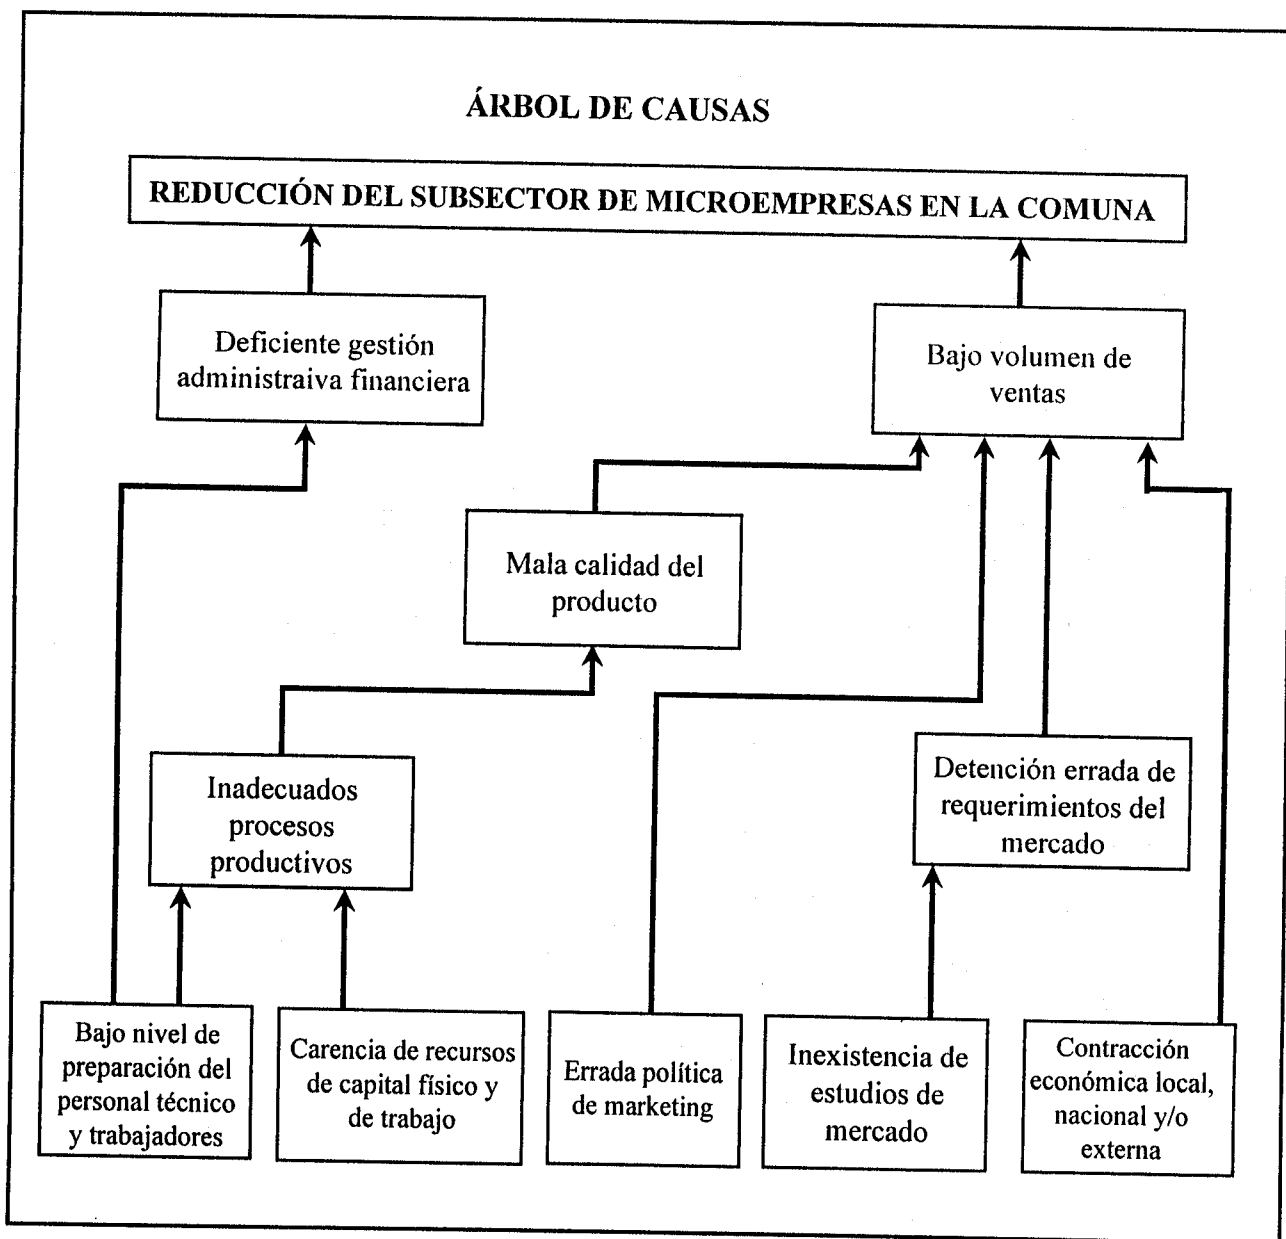 ÁRBOL DE CAUSAS
REDUCCIÓN DEL SUBSECTOR DE MICROEMPRESAS EN LA COMUNA
Deficiente gestión
administraiva financiera
Bajo volumen de
ventas
Mala calidad del
producto
Inadecuados
procesos
productivos
Detención errada de
requerimientos del
mercado
Bajo nivel de
preparación del
personal técnico
y trabajadores
Carencia de recursos
de capital físico y
de trabajo
Errada política
de marketing
Inexistencia de
estudios de
mercado
Contracción
económica local,
nacional y/o
externa